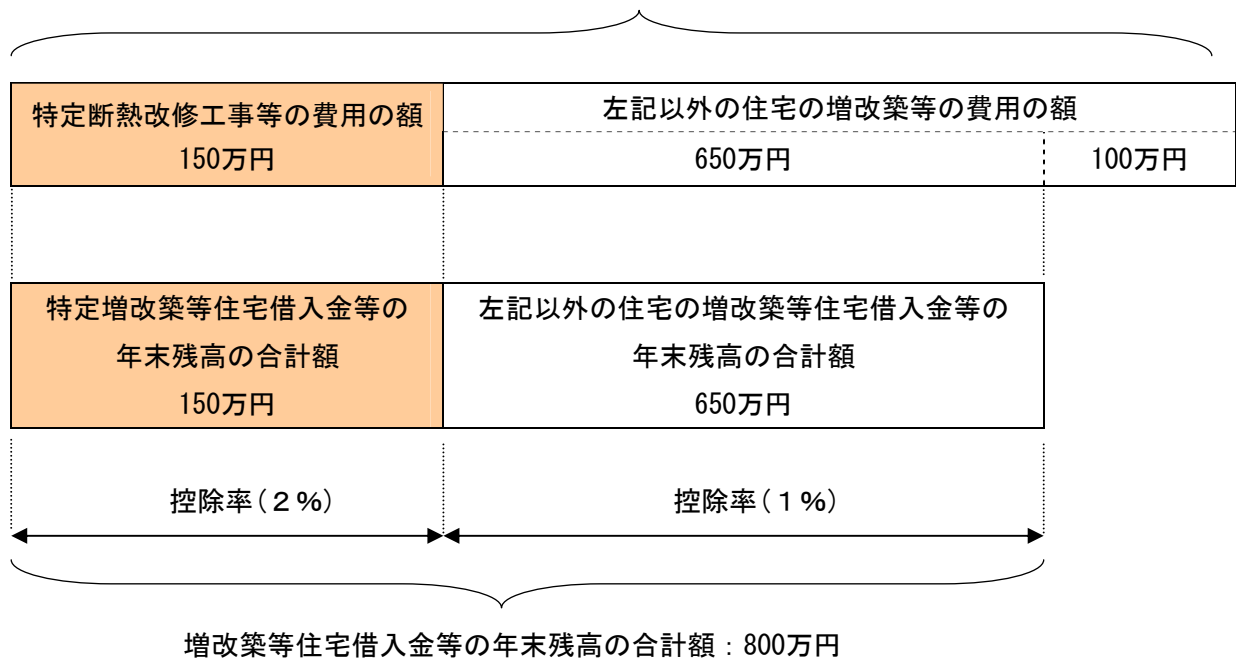 特定断熱改修工事等の費用の額
150万円
左記以外の住宅の増改築等の費用の額
650万円
100万円
特定増改築等住宅借入金等の
年末残高の合計額
150万円
左記以外の住宅の増改築等住宅借入金等の
年末残高の合計額
650万円
控除率(2%)
控除率(1%)
増改築等住宅借入金等の年末残高の合計額：800万円